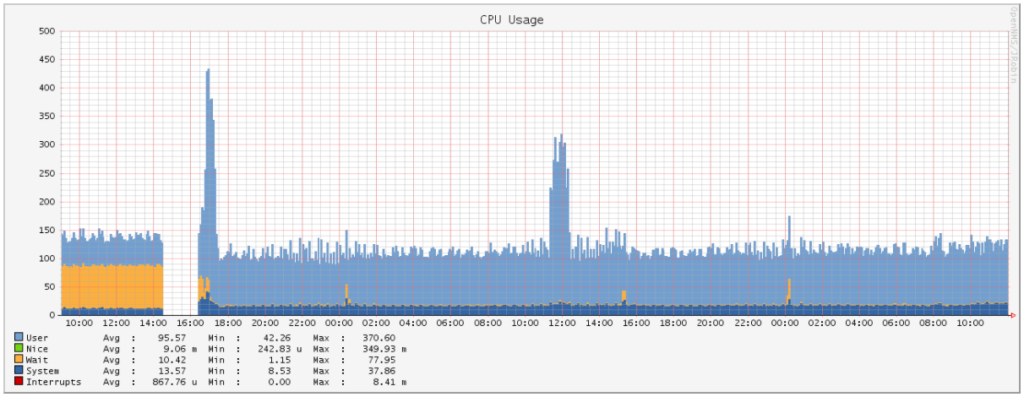 CPU Usage
OpenNMS/JRobin
500
450
400
350
300
250
200
150
100
50
0
10:00 12:00 14:00 16:00 18:00 20:00 22:00 00:00 02:00 04:00 06:00 08:00 10:00 12:00 14:00 16:00 18:00 20:00 22:00 00:00 02:00 04:00 06:00 08:00 10:00
User Avg : 95.57 Min : 42.26 Max : 370.60
Nice Avg : 9.06 m Min : 242.83 u Max : 349.93 m
Wait Avg : 10.42 Min : 1.15 Max : 77.95
System Avg : 13.57 Min : 8.53 Max : 37.86
Interrupts Avg : 867.76 u Min : 0.00 Max : 8.41 m